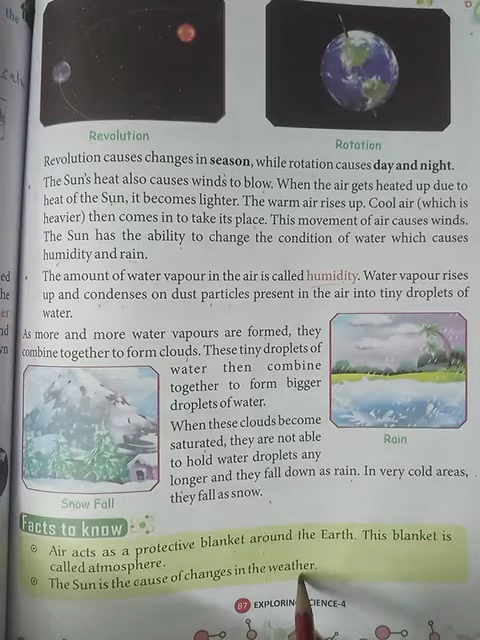 the
Revolution
Rotation
Revolution causes changes in season, while rotation causes day and night.
The Sun's heat also causes winds to blow. When the air gets heated up due to
heat of the Sun, it becomes lighter. The warm air rises up. Cool air (which is
heavier) then comes in to take its place. This movement of air causes winds.
The Sun has the ability to change the condition of water which causes
humidity and rain.
The amount of water vapour in the air is called humidity. Water vapour rises
up and condenses on dust particles present in the air into tiny droplets of
water.
As more and more water vapours are formed, they
combine together to form clouds. These tiny droplets of
water then combine
together to form bigger
droplets of water.
When these clouds become
saturated, they are not able
to hold water droplets any
longer and they fall down as rain. In very cold areas,
they fall as snow.
Rain
Snow Fall
Facts to know
Air acts as a protective blanket around the Earth. This blanket is
called atmosphere.
The Sun is the cause of changes in the weather.
87 EXPLORIN CIENCE-4